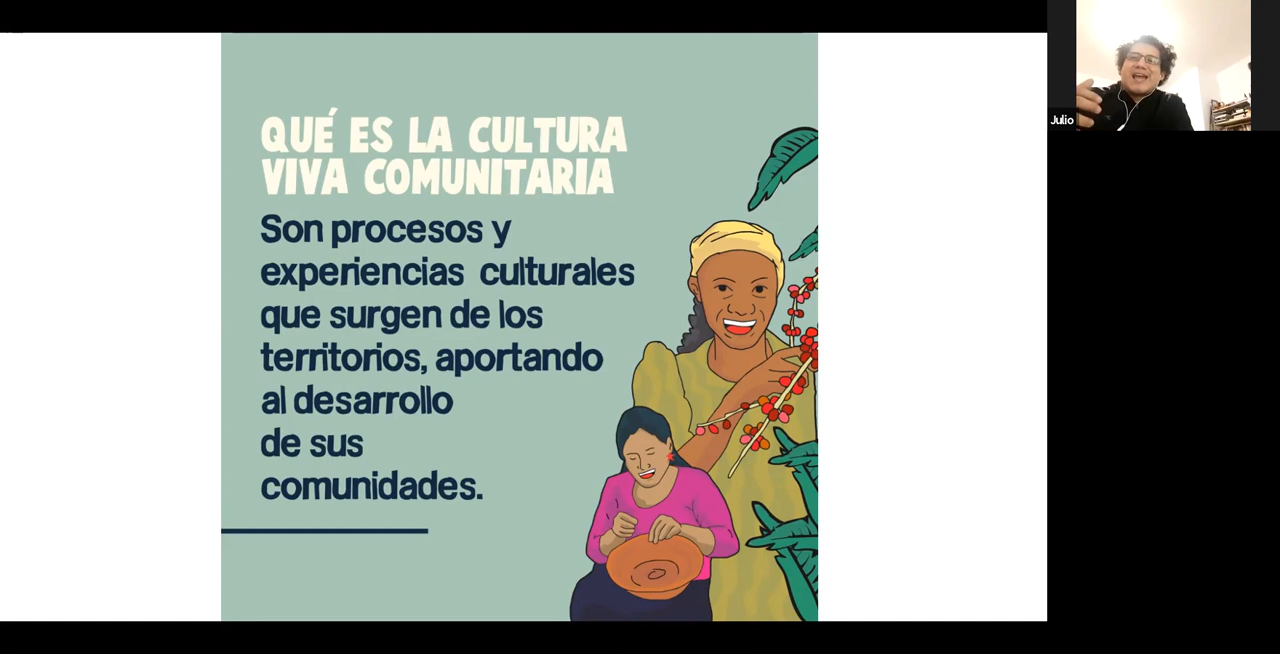 QUÉ ES LA CULTURA
VIVA COMUNITARIA
Son procesos y
experiencias culturales
que surgen de los
territorios, aportando
al desarrollo
de sus
comunidades.
Julio